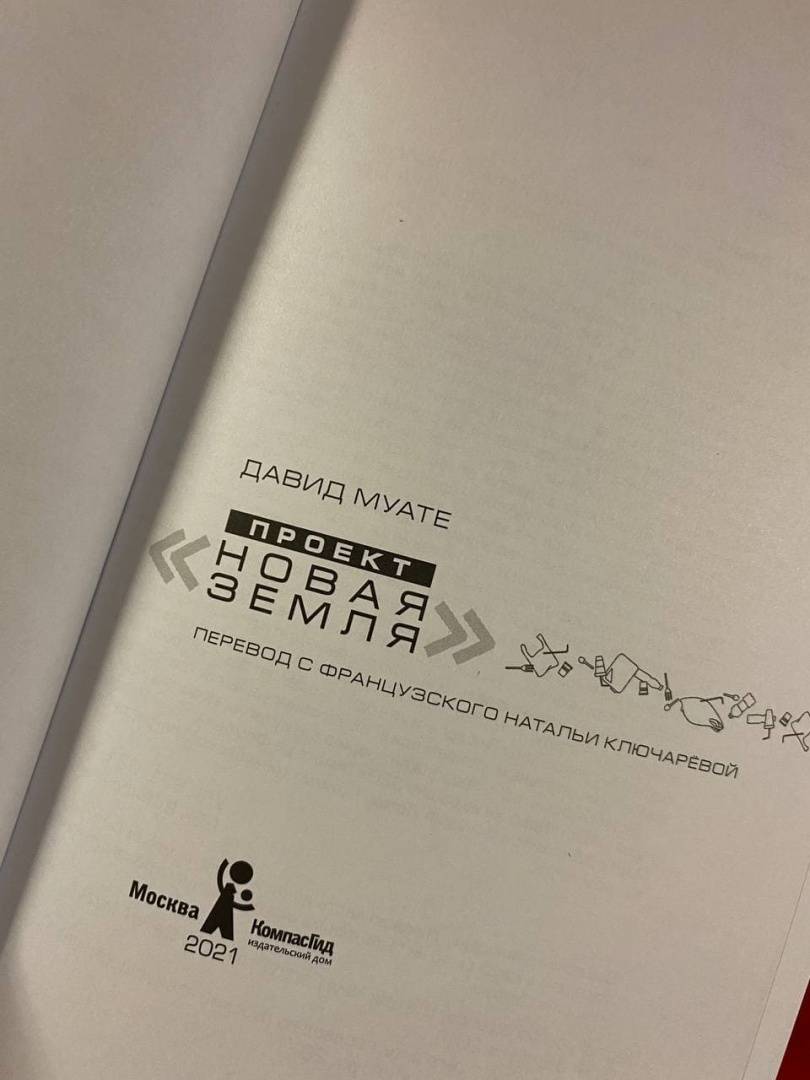 ДАВИД МУАТЕ
ПРОЕКТ
«НОВАЯ
ЗЕМЛЯ»
ПЕРЕВОД С ФРАНЦУЗСКОГО НАТАЛЬИ КЛЮЧАРЁВОЙ
Москва
2021
КомпасГид
издательский дом